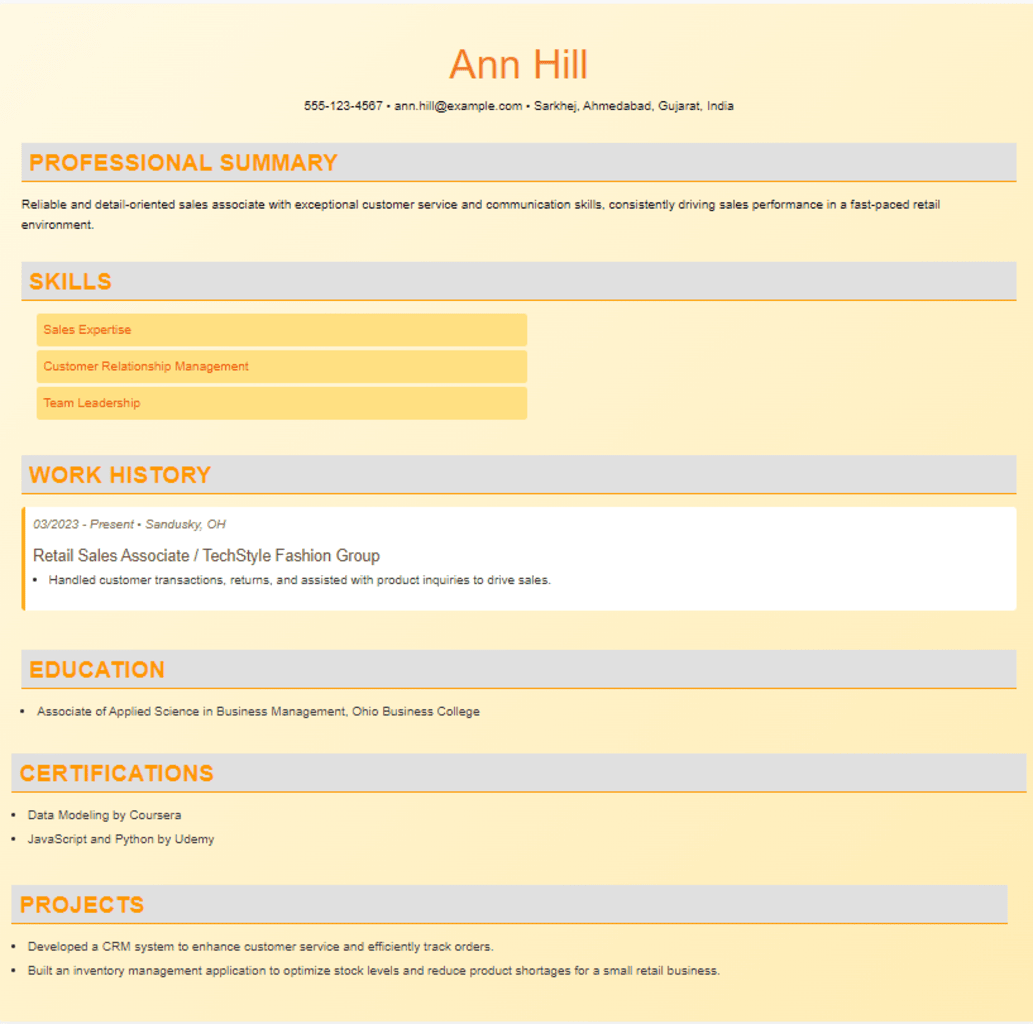 Ann Hill
555-123-4567 • ann.hill@example.com • Sarkhej, Ahmedabad, Gujarat, India
PROFESSIONAL SUMMARY
Reliable and detail-oriented sales associate with exceptional customer service and communication skills, consistently driving sales performance in a fast-paced retail
environment.
SKILLS
Sales Expertise
Customer Relationship Management
Team Leadership
WORK HISTORY
03/2023 - Present • Sandusky, OH
Retail Sales Associate / TechStyle Fashion Group
• Handled customer transactions, returns, and assisted with product inquiries to drive sales.
EDUCATION
• Associate of Applied Science in Business Management, Ohio Business College
CERTIFICATIONS
• Data Modeling by Coursera
• JavaScript and Python by Udemy
PROJECTS
• Developed a CRM system to enhance customer service and efficiently track orders.
• Built an inventory management application to optimize stock levels and reduce product shortages for a small retail business.